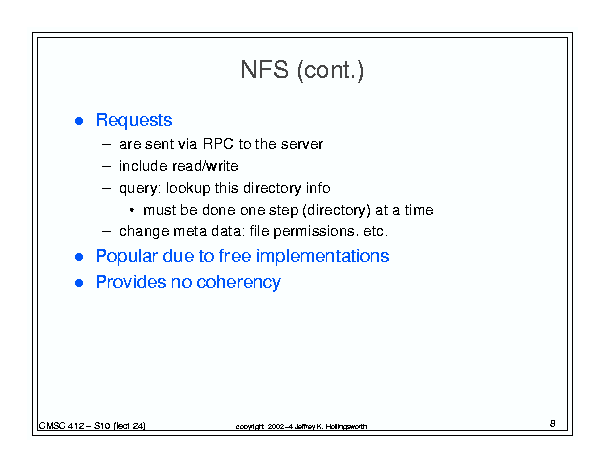 NFS (cont.)
● Requests
– are sent via RPC to the server
– include read/write
– query: lookup this directory info
• must be done one step (directory) at a time
– change meta data: file permissions, etc.
● Popular due to free implementations
● Provides no coherency
CMSC 412 – S10 (lect 24)
copyright 2002-4 Jeffrey K. Hollingsworth
8